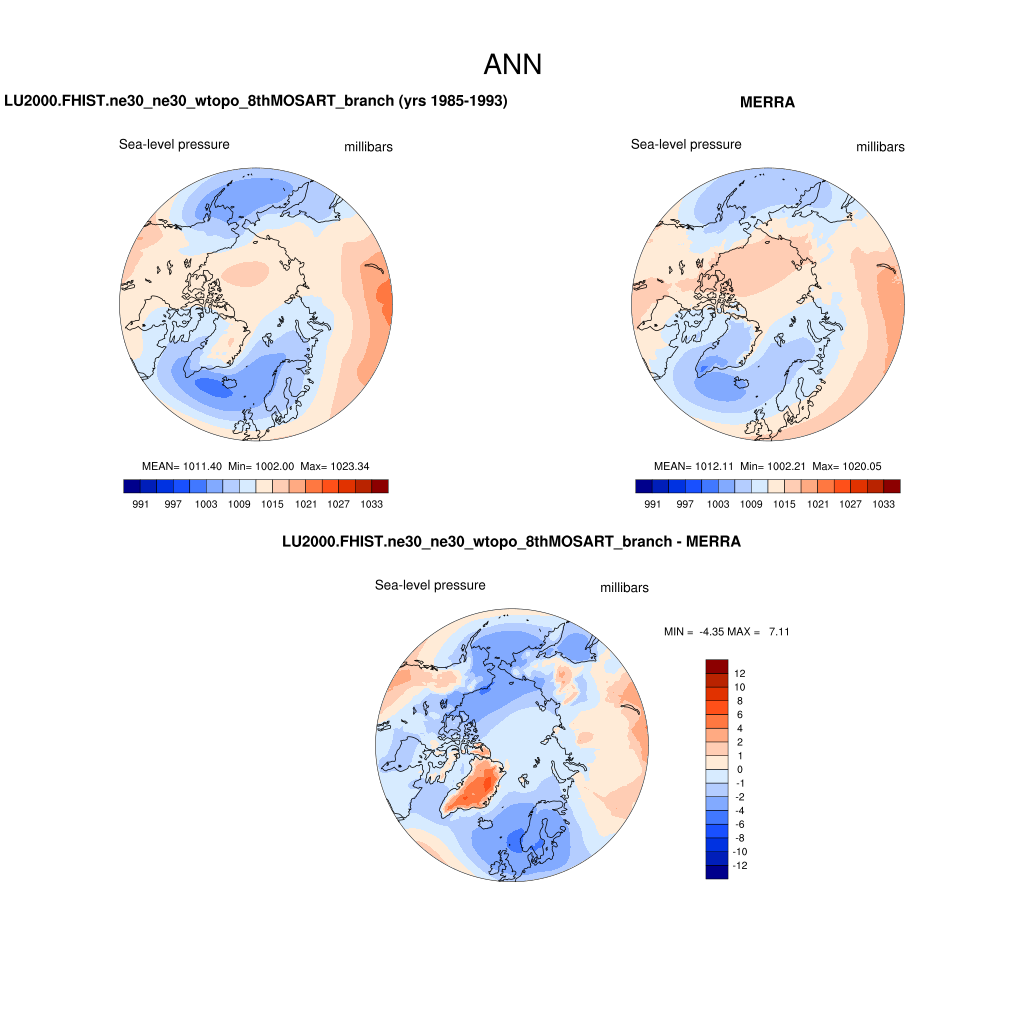 ANN
LU2000.FHIST.ne30_ne30_wtopo_8thMOSART_branch (yrs 1985-1993)
MERRA
Sea-level pressure millibars
Sea-level pressure millibars
MEAN= 1011.40 Min= 1002.00 Max= 1023.34
MEAN= 1012.11 Min= 1002.21 Max= 1020.05
991 997 1003 1009 1015 1021 1027 1033
991 997 1003 1009 1015 1021 1027 1033
LU2000.FHIST.ne30_ne30_wtopo_8thMOSART_branch - MERRA
Sea-level pressure millibars
MIN = -4.35 MAX = 7.11
12
10
8
6
4
2
1
0
-1
-2
-4
-6
-8
-10
-12